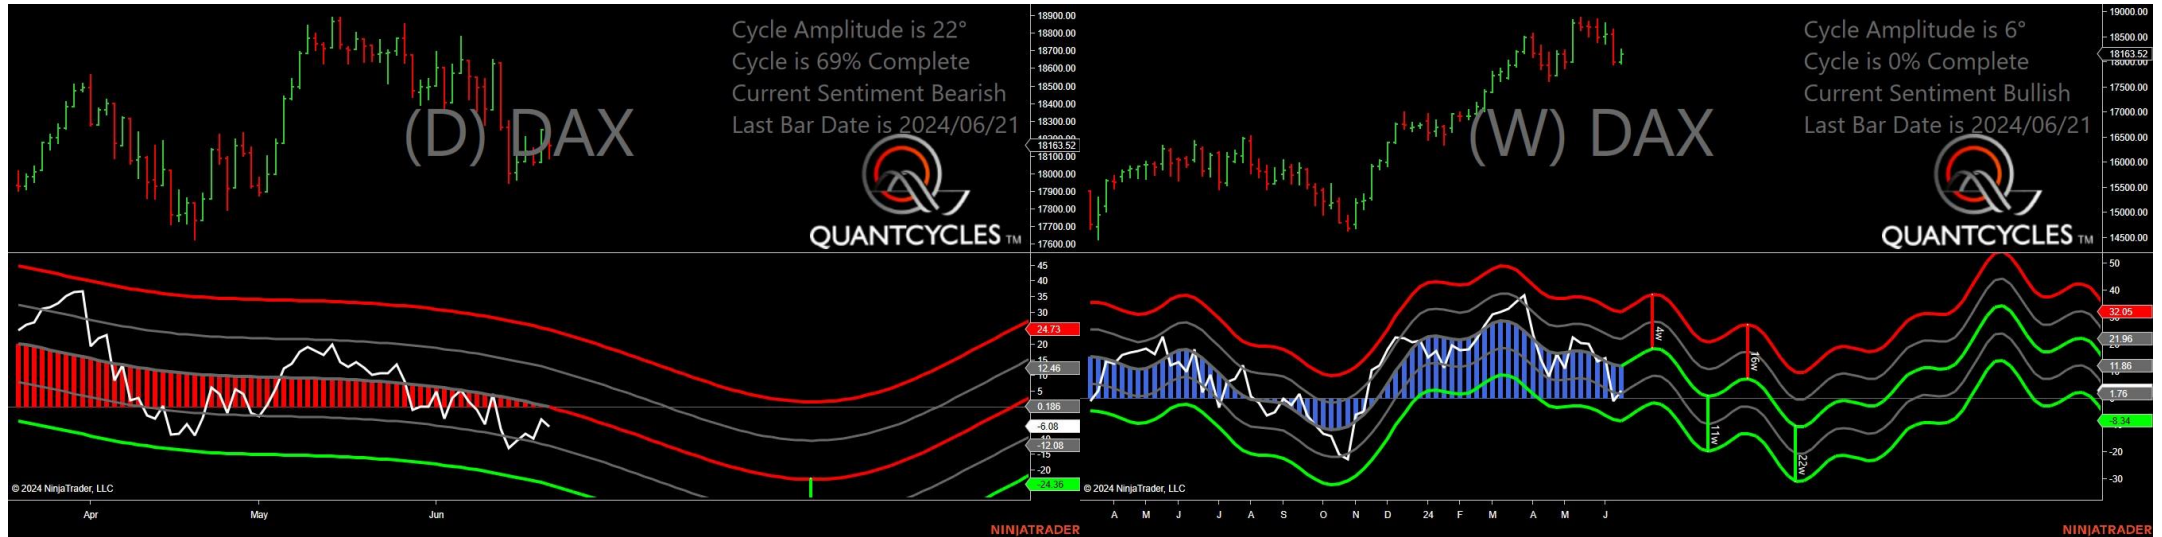 Cycle Amplitude is 22°
Cycle is 69% Complete
Current Sentiment Bearish
Last Bar Date is 2024/06/21
(D) DAX
QUANTCYCLES TM
18900.00
18800.00
18700.00
18600.00
18500.00
18400.00
18300.00
18163.52
18100.00
18000.00
17900.00
17800.00
17700.00
17600.00
45
40
35
30
24.73
20
15
12.46
5
0.186
-6.08
-12.08
-15
-20
-24.36
© 2024 NinjaTrader, LLC
Apr
May
Jun
NINJATRADER
Cycle Amplitude is 6°
Cycle is 0% Complete
Current Sentiment Bullish
Last Bar Date is 2024/06/21
(W) DAX
QUANTCYCLES TM
19000.00
18500.00
18163.52
18000.00
17500.00
17000.00
16500.00
16000.00
15500.00
15000.00
14500.00
4w
16w
11w
22w
50
40
32.05
21.96
11.86
1.76
-8.34
-20
-30
© 2024 NinjaTrader, LLC
A M J J A S O N D 24 F M A M J
NINJATRADER